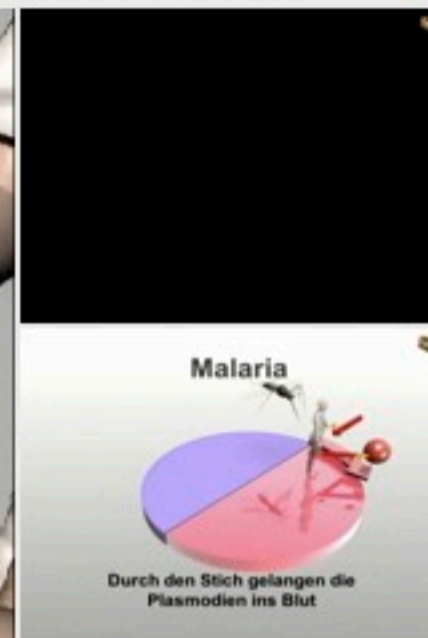 Malaria
Durch den Stich gelangen die
Plasmodien ins Blut